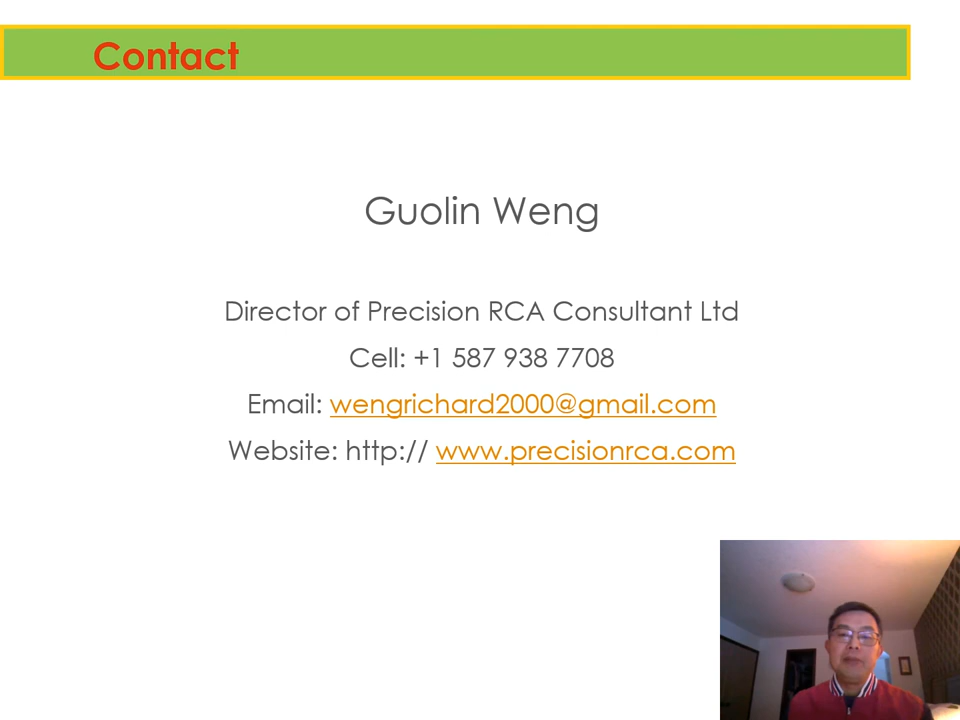 Contact
Guolin Weng
Director of Precision RCA Consultant Ltd
Cell: +1 587 938 7708
Email: wengrichard2000@gmail.com
Website: http:// www.precisionrca.com